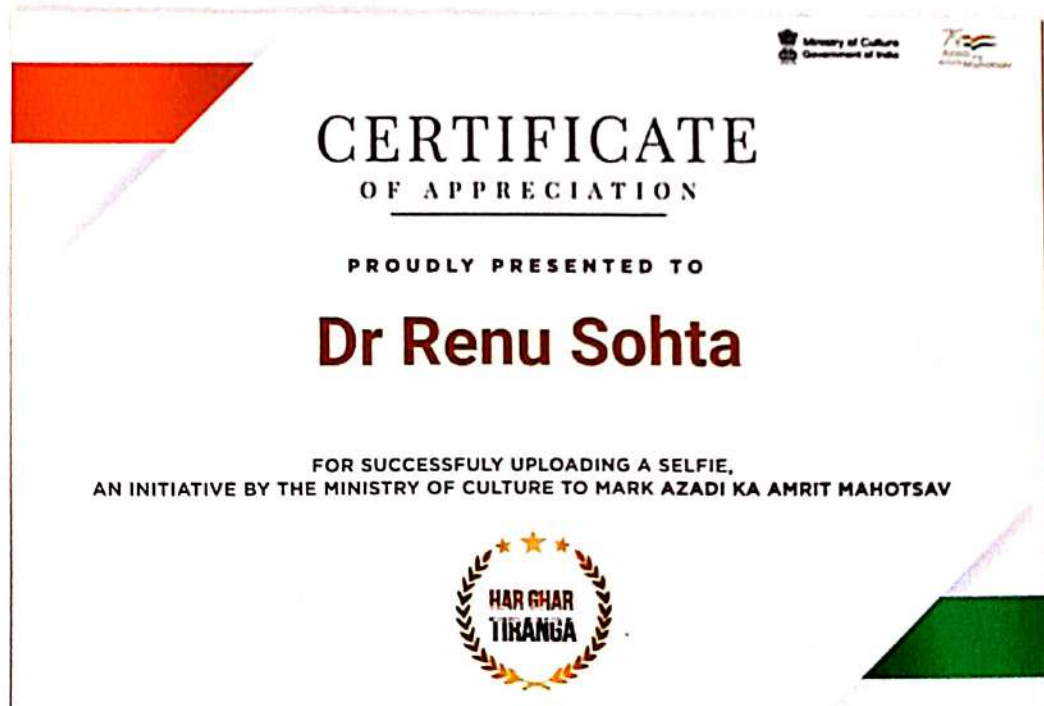 Ministry of Culture
Government of India
CERTIFICATE
OF APPRECIATION
PROUDLY PRESENTED TO
Dr Renu Sohta
FOR SUCCESSFULY UPLOADING A SELFIE,
AN INITIATIVE BY THE MINISTRY OF CULTURE TO MARK AZADI KA AMRIT MAHOTSAV
HAR GHAR
TIRANGA